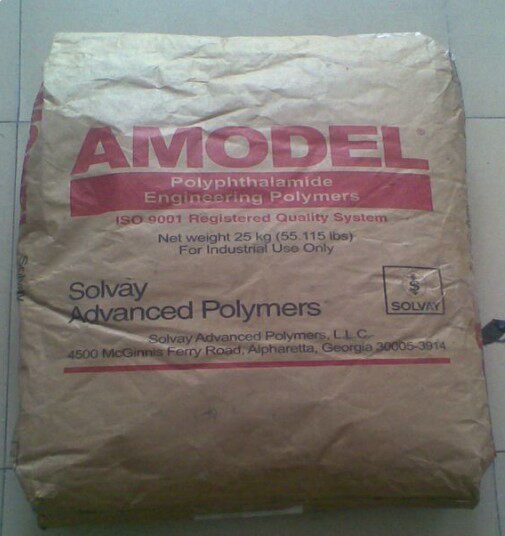 AMODEL®
Polyphthalamide
Engineering Polymers
ISO 9001 Registered Quality System
Net weight 25 kg (55.115 lbs)
For Industrial Use Only
Solvay
Advanced Polymers
SOLVAY
Solvay Advanced Polymers, L.L.C.
4500 McGinnis Ferry Road, Alpharetta, Georgia 30005-3914
Solvay